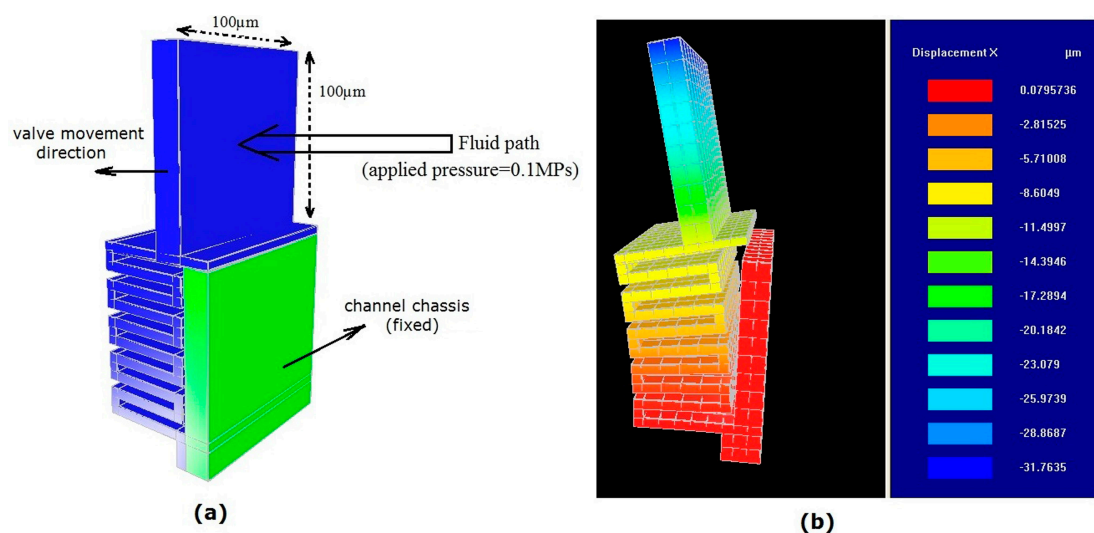 100µm
100µm
valve movement
direction
Fluid path
(applied pressure=0.1MPs)
channel chassis
(fixed)
(a)
Displacement X µm
0.0795736
-2.81525
-5.71008
-8.6049
-11.4997
-14.3946
-17.2894
-20.1842
-23.079
-25.9739
-28.8687
-31.7635
(b)